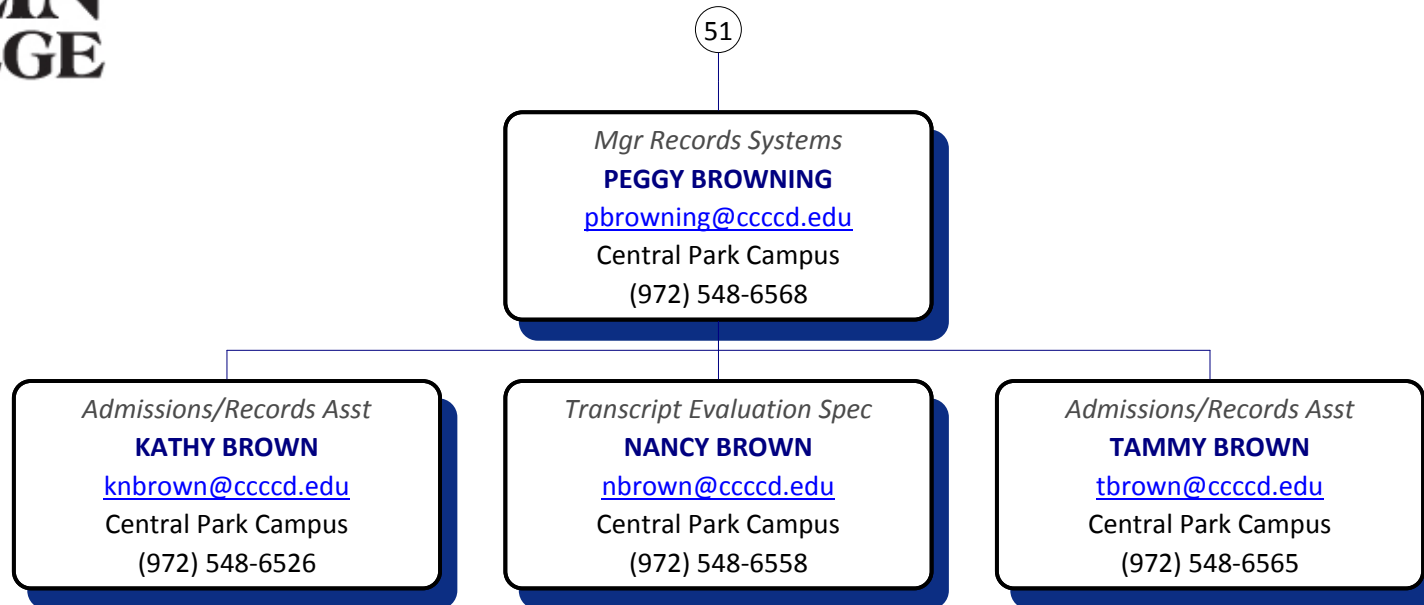 EGE
51
Mgr Records Systems
PEGGY BROWNING
pbrowning@ccccd.edu
Central Park Campus
(972) 548-6568
Admissions/Records Asst
KATHY BROWN
knbrown@ccccd.edu
Central Park Campus
(972) 548-6526
Transcript Evaluation Spec
NANCY BROWN
nbrown@ccccd.edu
Central Park Campus
(972) 548-6558
Admissions/Records Asst
TAMMY BROWN
tbrown@ccccd.edu
Central Park Campus
(972) 548-6565